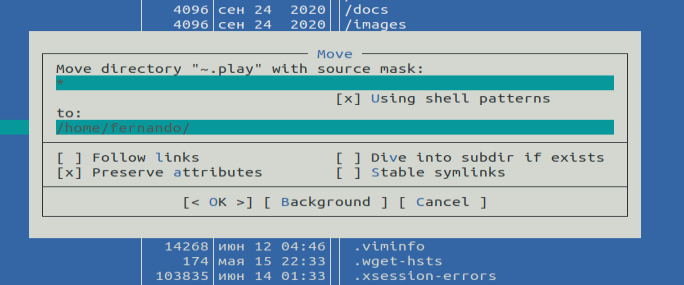 4096 сен 24 2020 /docs
4096 сен 24 2020 /images
Move
Move directory "~.play" with source mask:
*
[x] Using shell patterns
to:
/home/fernando/
[ ] Follow links [ ] Dive into subdir if exists
[x] Preserve attributes [ ] Stable symlinks
[< OK >] [ Background ] [ Cancel ]
14268 июн 12 04:46 .viminfo
174 мая 15 22:33 .wget-hsts
103835 июн 14 01:33 .xsession-errors